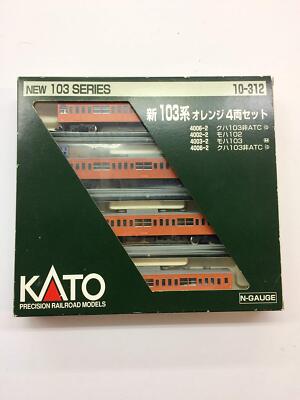 NEW 103 SERIES
10-312
新103系オレンジ4両セット
4006-2 クハ103非ATC
4002-2 モハ102
4003-2 モハ103 Ⓜ
4006-2 クハ103非ATC
KATO
PRECISION RAILROAD MODELS
N-GAUGE